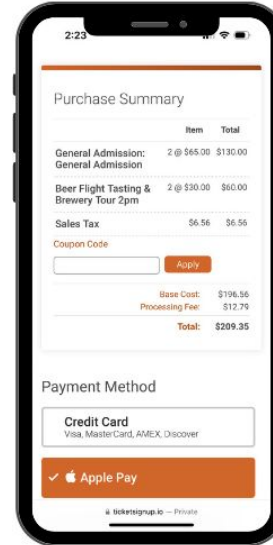 2:23
Purchase Summary
Item Total
General Admission: 2 @ $65.00 $130.00
General Admission
Beer Flight Tasting & 2 @ $30.00 $60.00
Brewery Tour 2pm
Sales Tax $6.56 $6.56
Coupon Code
Apply
Base Cost: $196.56
Processing Fee: $12.79
Total: $209.35
Payment Method
Credit Card
Visa, MasterCard, AMEX, Discover
Apple Pay
ticketsignup.io — Private